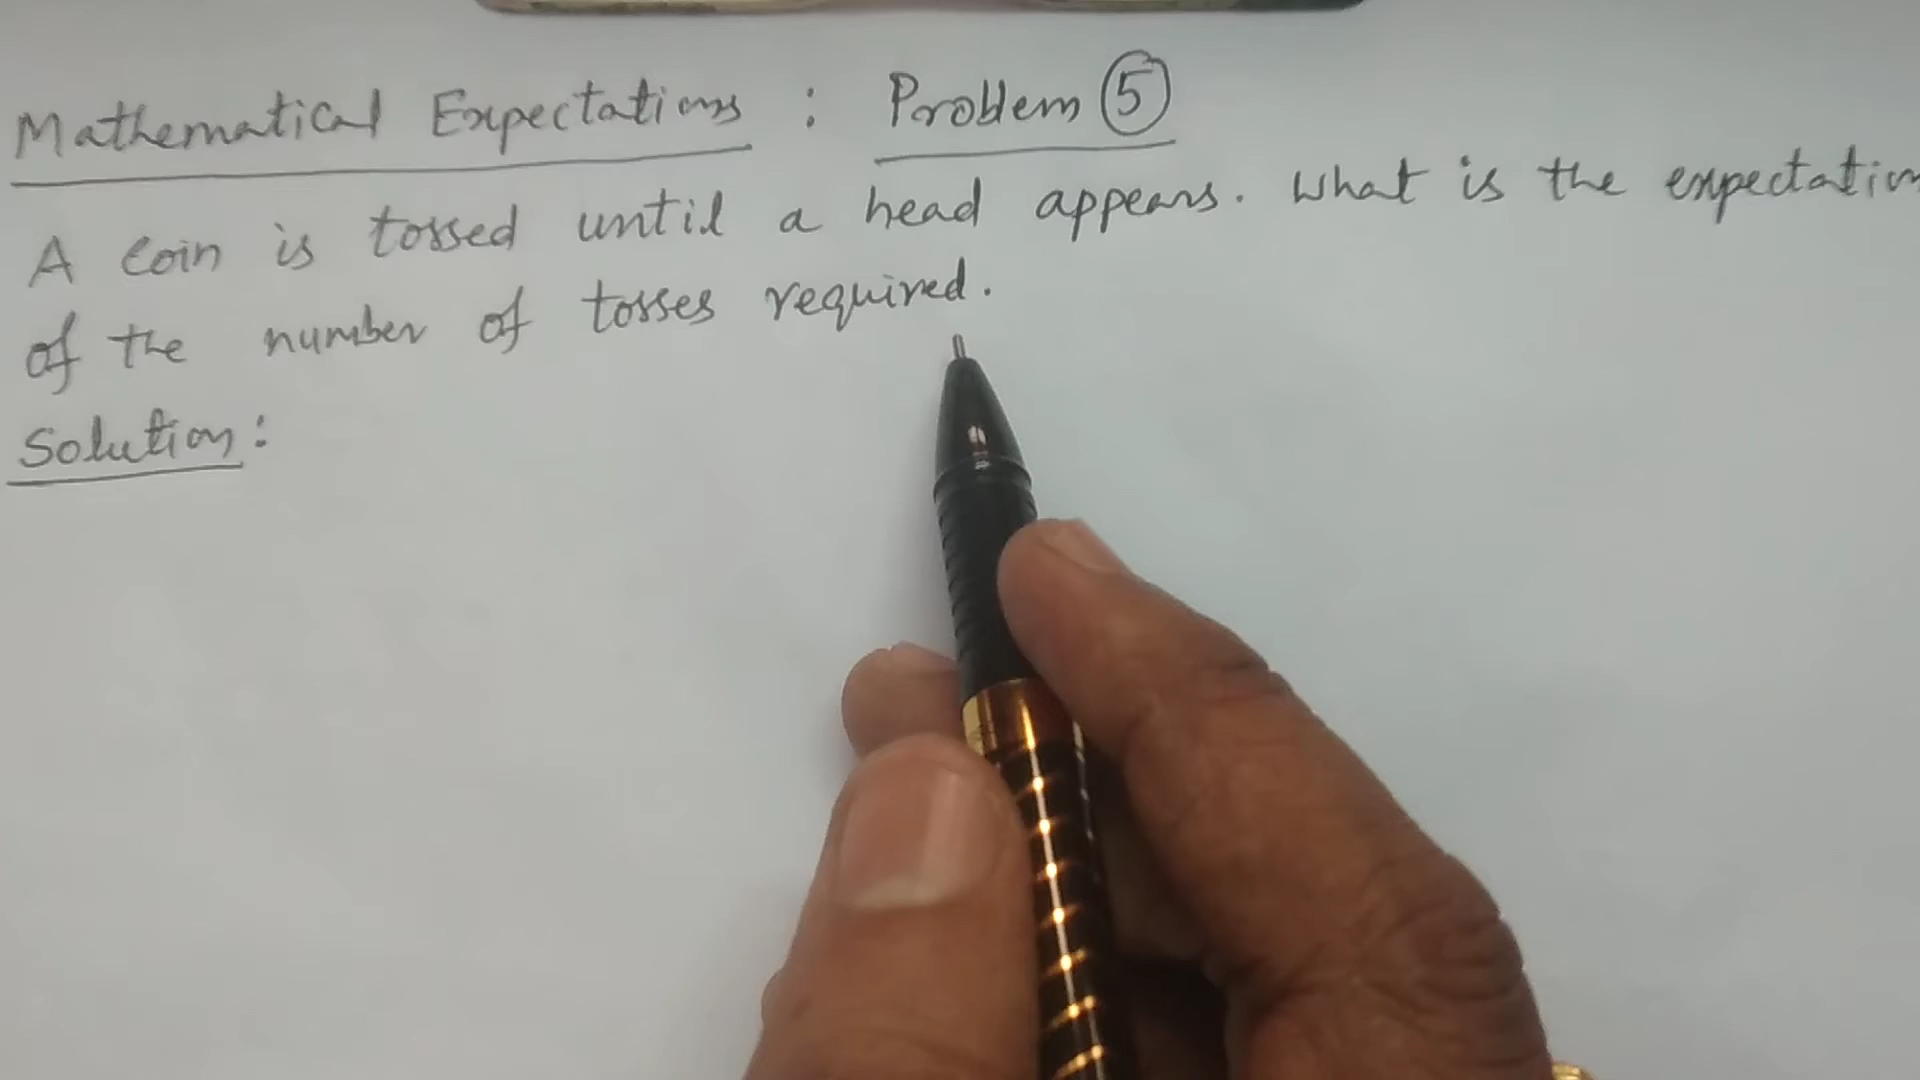 Mathematical Expectations : Problem 5
A coin is tossed until a head appears. What is the expectation
of the number of tosses required.
Solution: